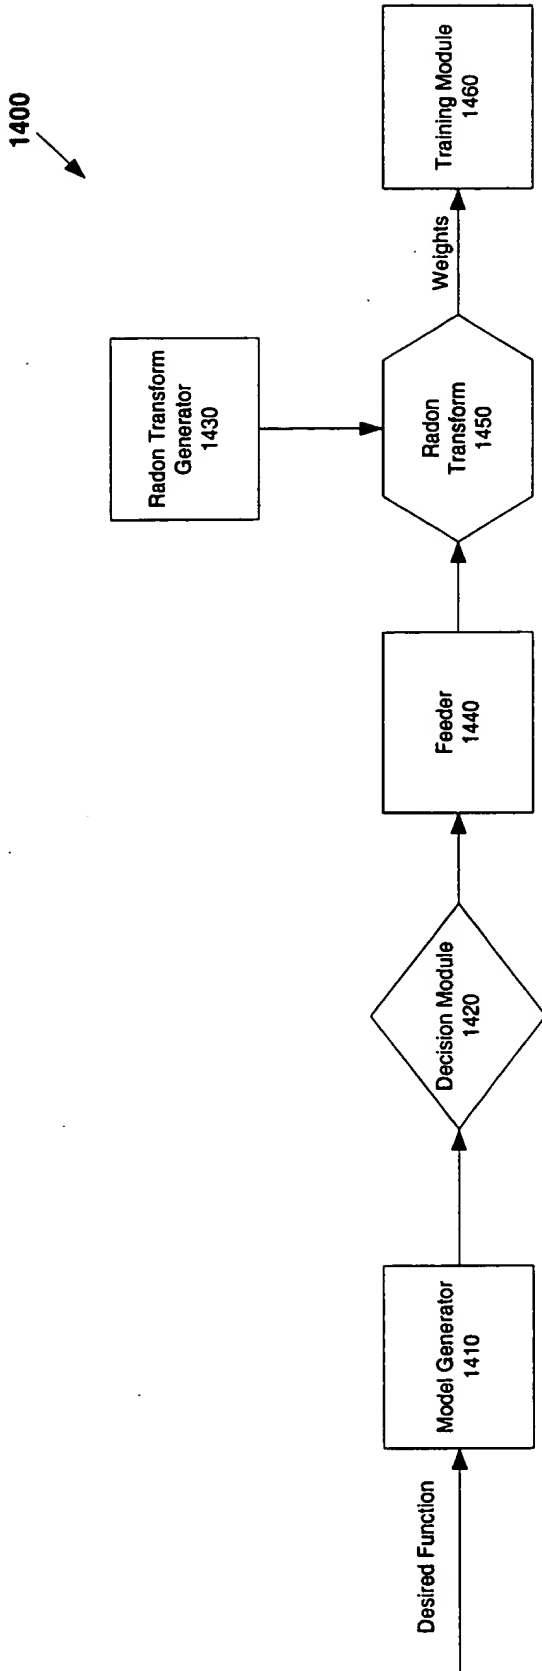 1400
Desired Function
Model Generator
1410
Decision Module
1420
Feeder
1440
Radon Transform
Generator
1430
Radon
Transform
1450
Weights
Training Module
1460